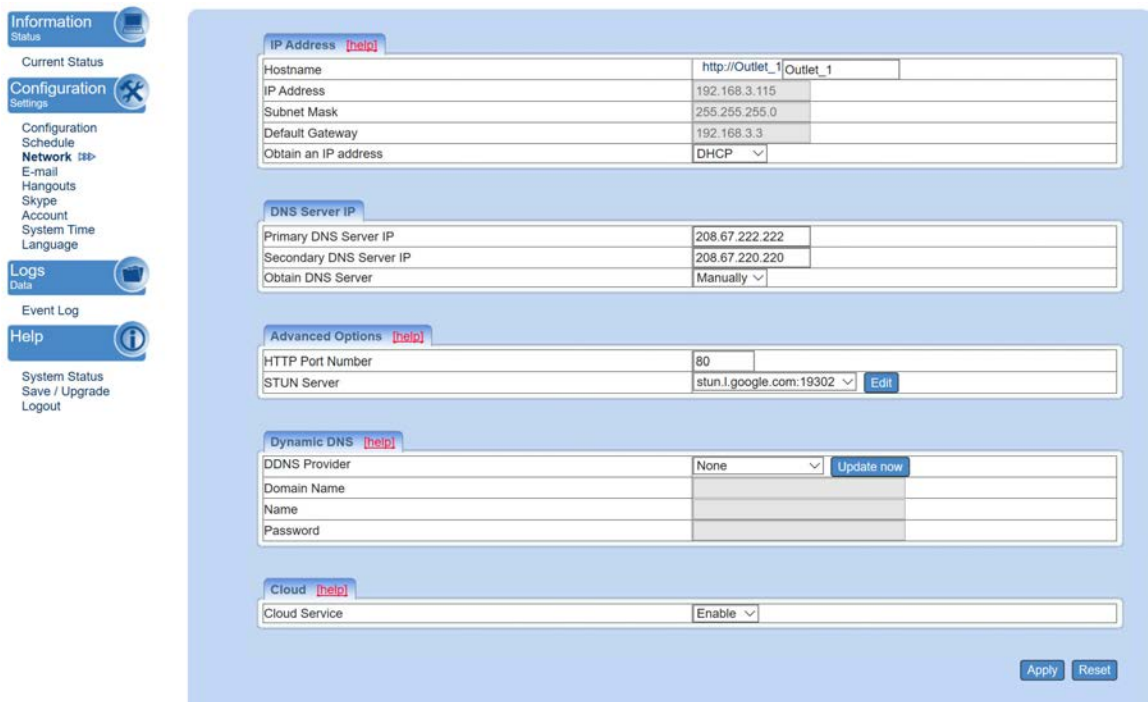 Information
Status
Current Status
Configuration
Settings
Configuration
Schedule
Network
E-mail
Hangouts
Skype
Account
System Time
Language
Logs
Data
Event Log
Help
System Status
Save / Upgrade
Logout
IP Address [help]
Hostname http://Outlet_1 Outlet_1
IP Address 192.168.3.115
Subnet Mask 255.255.255.0
Default Gateway 192.168.3.3
Obtain an IP address DHCP
DNS Server IP
Primary DNS Server IP 208.67.222.222
Secondary DNS Server IP 208.67.220.220
Obtain DNS Server Manually
Advanced Options [help]
HTTP Port Number 80
STUN Server stun.l.google.com:19302 Edit
Dynamic DNS [help]
DDNS Provider None Update now
Domain Name
Name
Password
Cloud [help]
Cloud Service Enable
Apply Reset